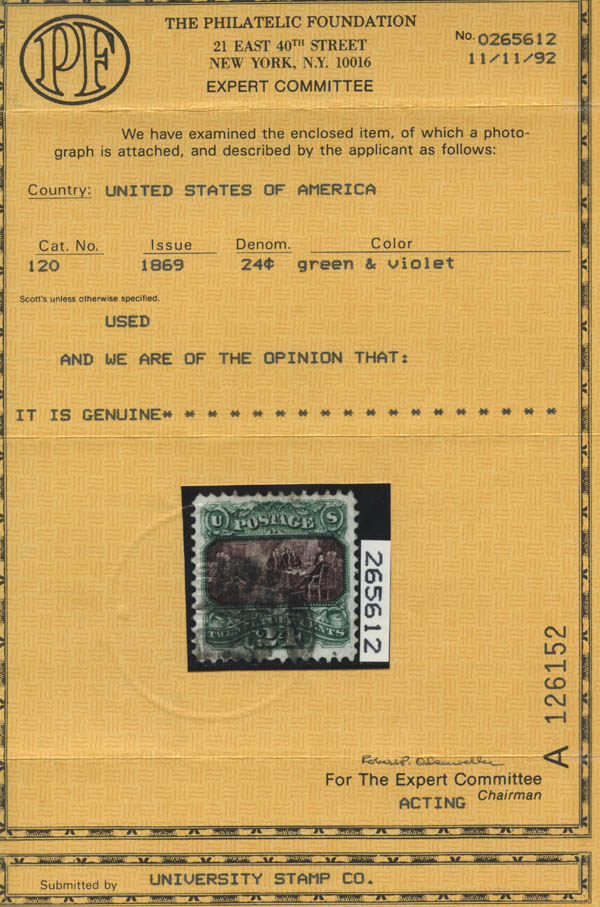 PF
THE PHILATELIC FOUNDATION
21 EAST 40TH STREET
NEW YORK, N.Y. 10016
EXPERT COMMITTEE
No. 0265612
11/11/92
We have examined the enclosed item, of which a photo-
graph is attached, and described by the applicant as follows:
Country: UNITED STATES OF AMERICA
Cat. No. Issue Denom. Color
120 1869 24¢ green & violet
Scott's unless otherwise specified.
USED
AND WE ARE OF THE OPINION THAT:
IT IS GENUINE* * * * * * * * * * * * * * * * * *
U POSTAGE S
CENTS
24
265612
A 126152
For The Expert Committee
Chairman
ACTING
Submitted by UNIVERSITY STAMP CO.